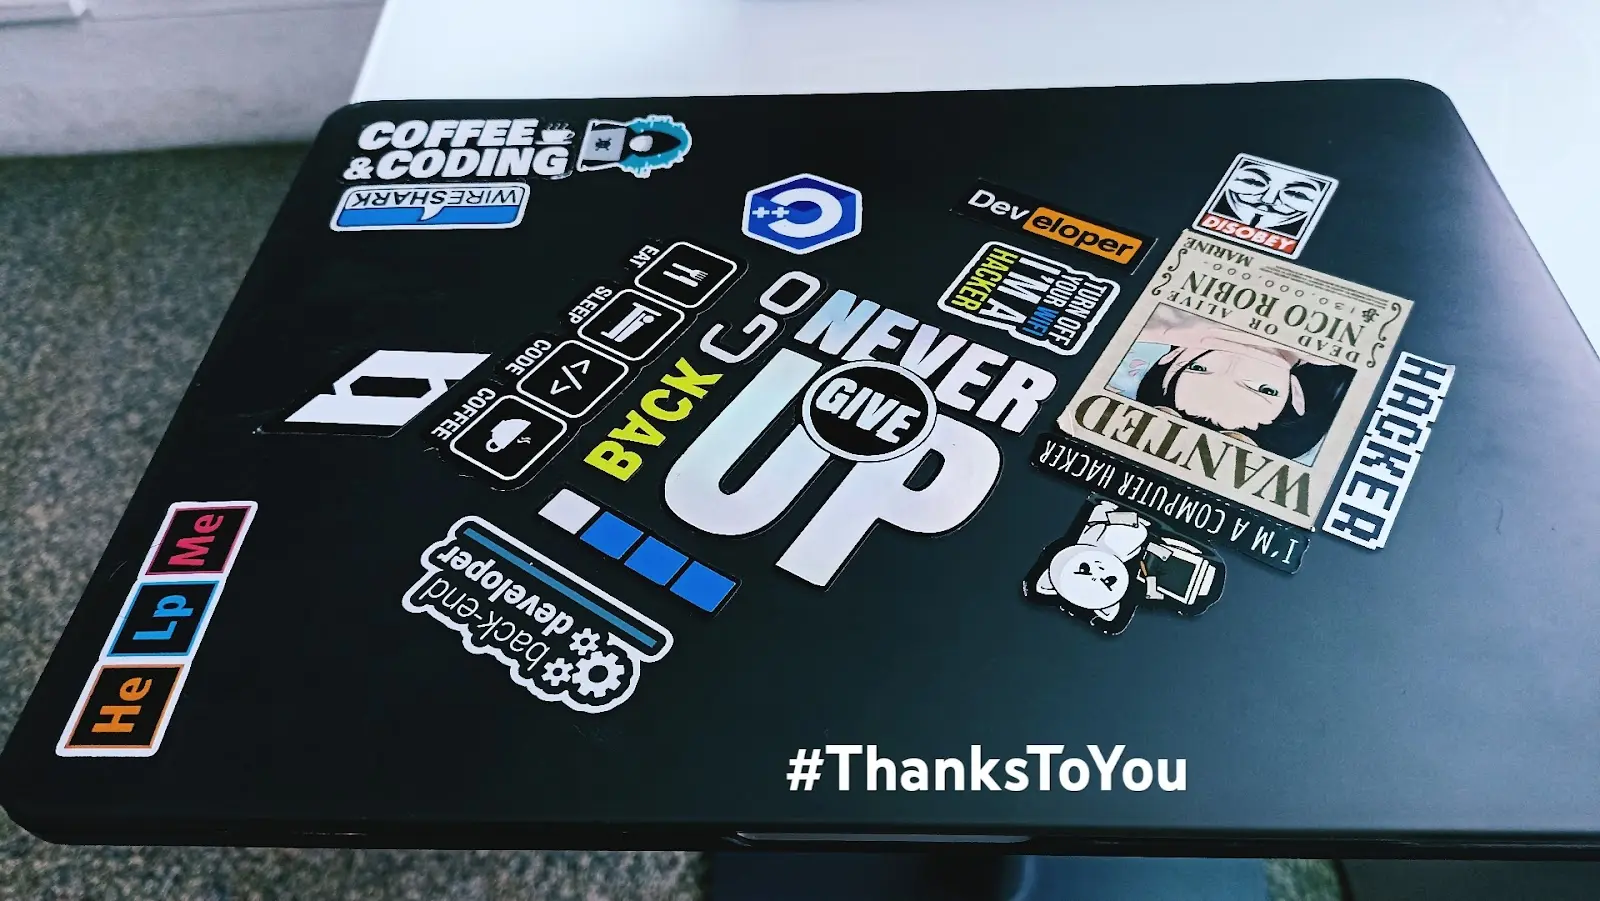 COFFEE
&CODING
WIRESHARK
C++
Developer
DISOBEY
TURN OFF
YOUR WIFI
I'M A
HACKER
WANTED
DEAD
OR ALIVE
NICO ROBIN
MARINE
HACKER
I'M A COMPUTER HACKER
EAT
SLEEP
CODE
</>
COFFEE
GO
BACK
NEVER
GIVE
UP
back-end
developer
He
Lp
Me
#ThanksToYou